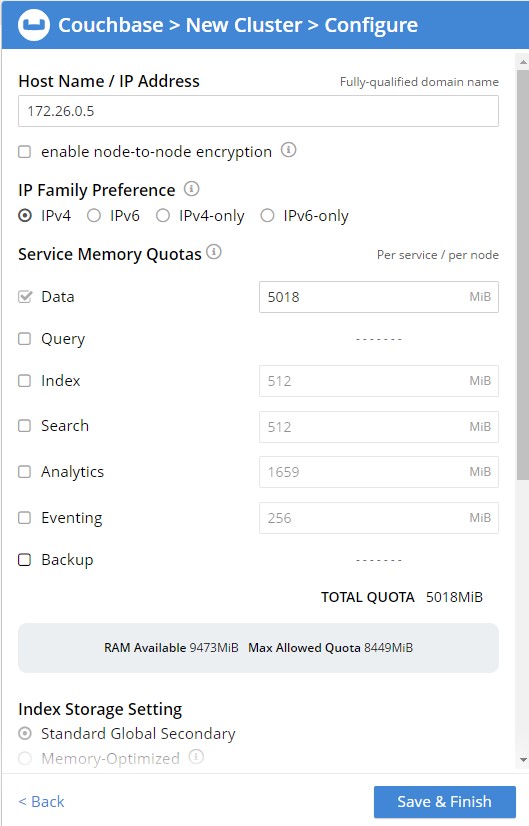 Couchbase > New Cluster > Configure
Host Name / IP Address Fully-qualified domain name
172.26.0.5
enable node-to-node encryption
IP Family Preference
IPv4 IPv6 IPv4-only IPv6-only
Service Memory Quotas Per service / per node
Data 5018 MiB
Query -------
Index 512 MiB
Search 512 MiB
Analytics 1659 MiB
Eventing 256 MiB
Backup -------
TOTAL QUOTA 5018MiB
RAM Available 9473MiB Max Allowed Quota 8449MiB
Index Storage Setting
Standard Global Secondary
Memory-Optimized
< Back Save & Finish